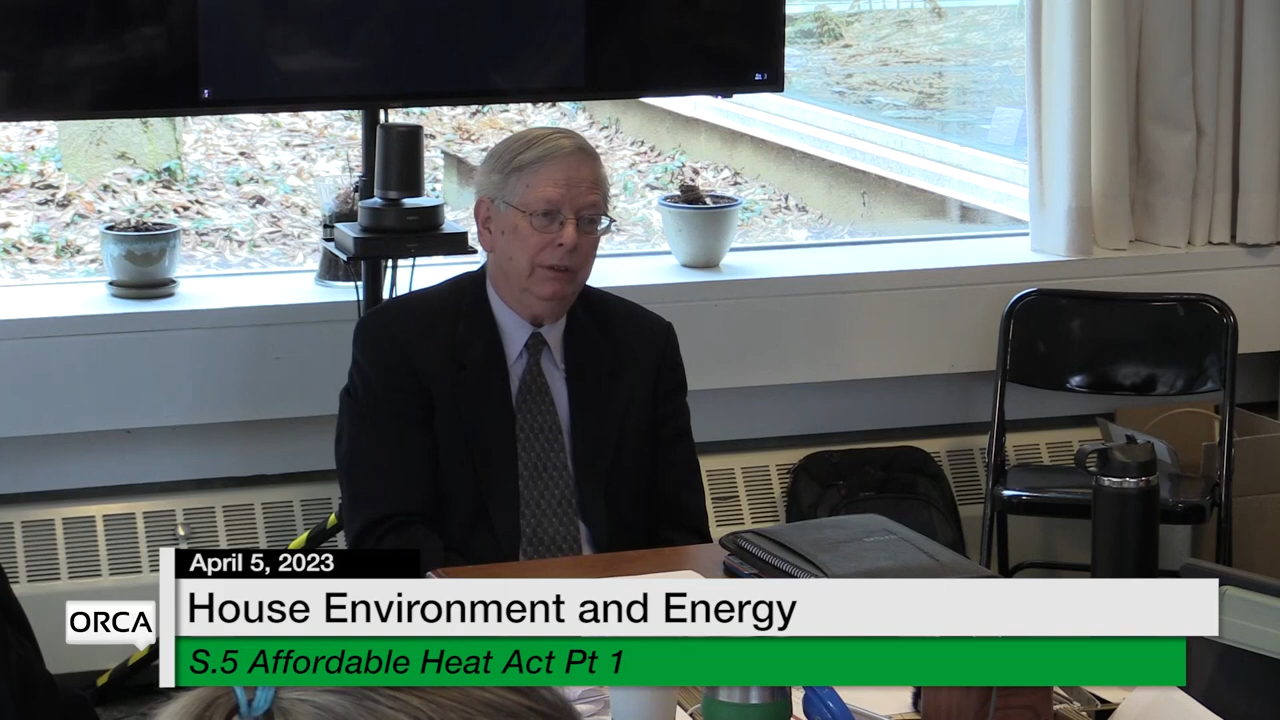 April 5, 2023
House Environment and Energy
ORCA
S.5 Affordable Heat Act Pt 1